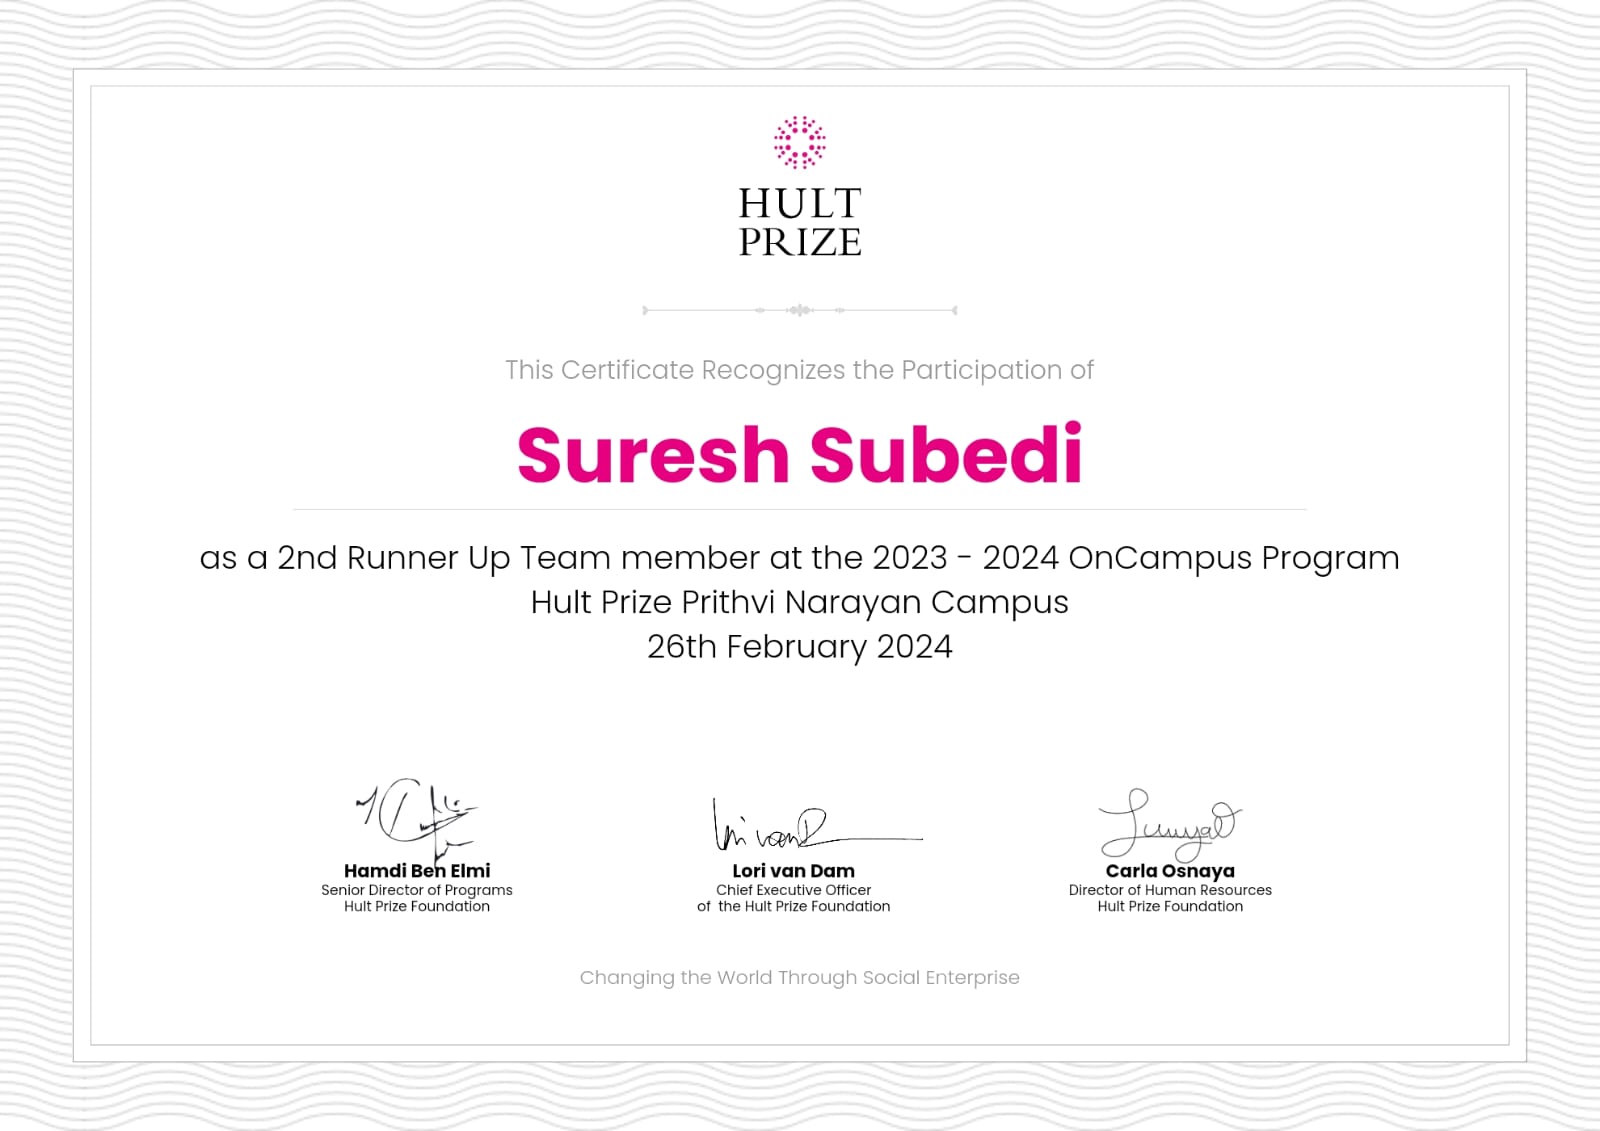 HULT
PRIZE
This Certificate Recognizes the Participation of
Suresh Subedi
as a 2nd Runner Up Team member at the 2023 - 2024 OnCampus Program
Hult Prize Prithvi Narayan Campus
26th February 2024
Hamdi Ben Elmi
Senior Director of Programs
Hult Prize Foundation
Lori van D
Lori van Dam
Chief Executive Officer
of the Hult Prize Foundation
Carla Osnaya
Director of Human Resources
Hult Prize Foundation
Changing the World Through Social Enterprise